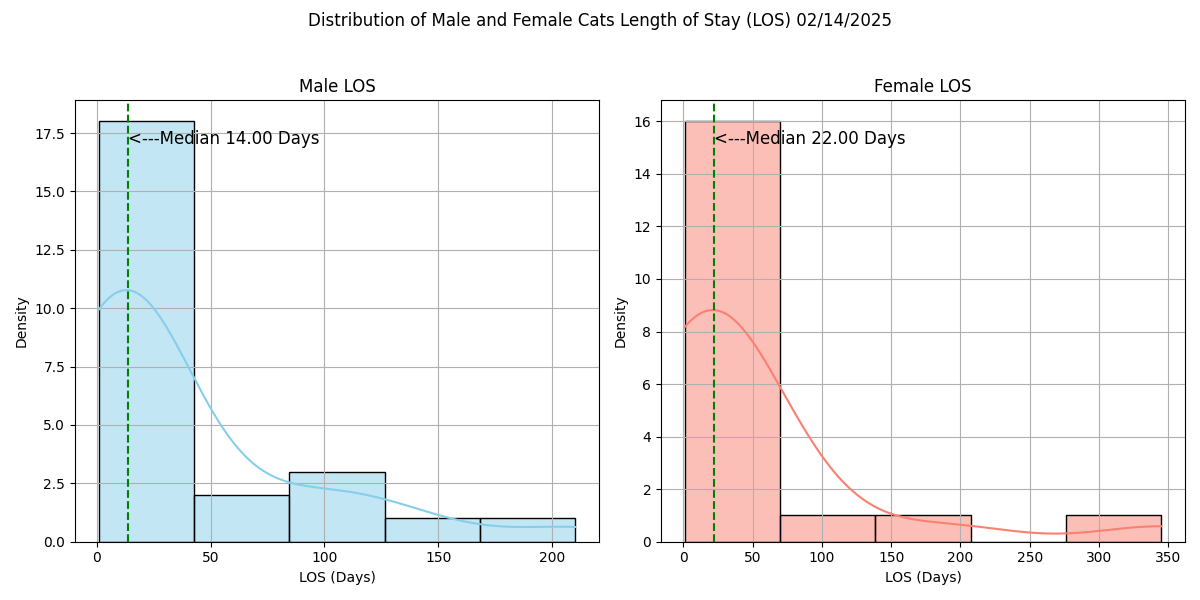 Distribution of Male and Female Cats Length of Stay (LOS) 02/14/2025
Male LOS
17.5
15.0
12.5
10.0
7.5
5.0
2.5
0.0
Density
<---Median 14.00 Days
0 50 100 150 200
LOS (Days)
Female LOS
16
14
12
10
8
6
4
2
0
Density
<---Median 22.00 Days
0 50 100 150 200 250 300 350
LOS (Days)